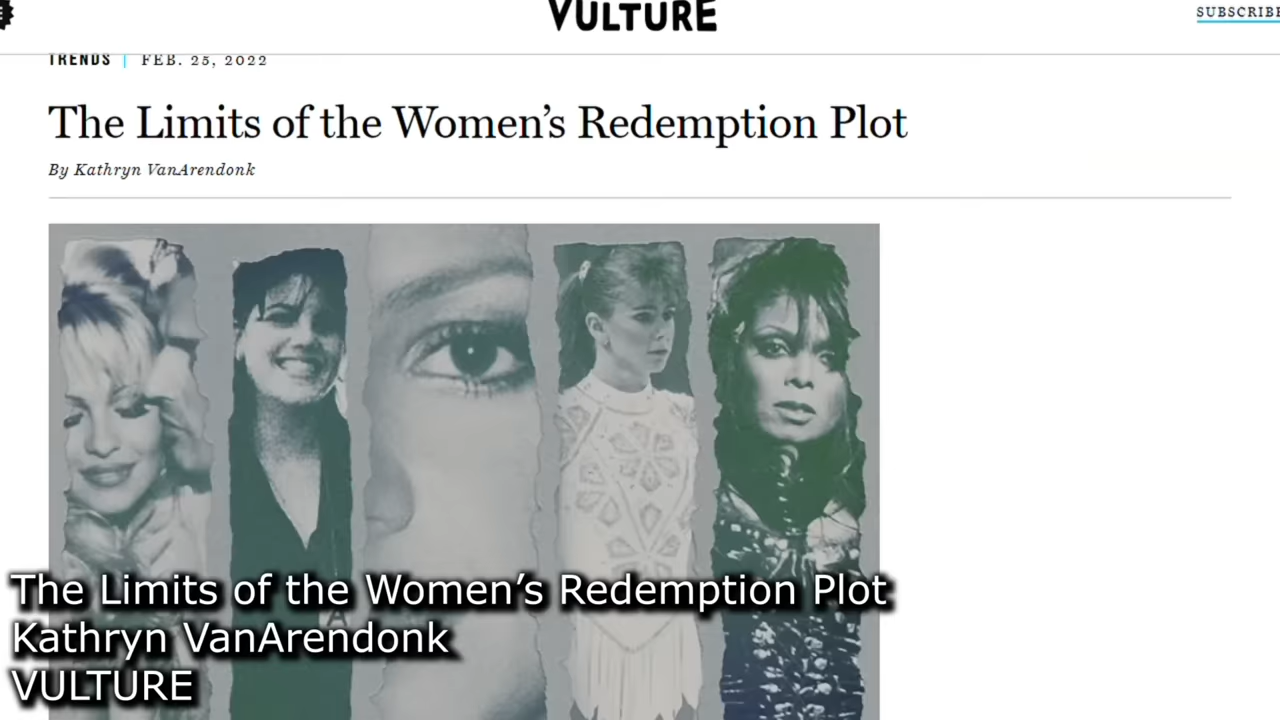 VULTURE
SUBSCRIBE
TRENDS | FEB. 25, 2022
The Limits of the Women’s Redemption Plot
By Kathryn VanArendonk
The Limits of the Women’s Redemption Plot
Kathryn VanArendonk
VULTURE